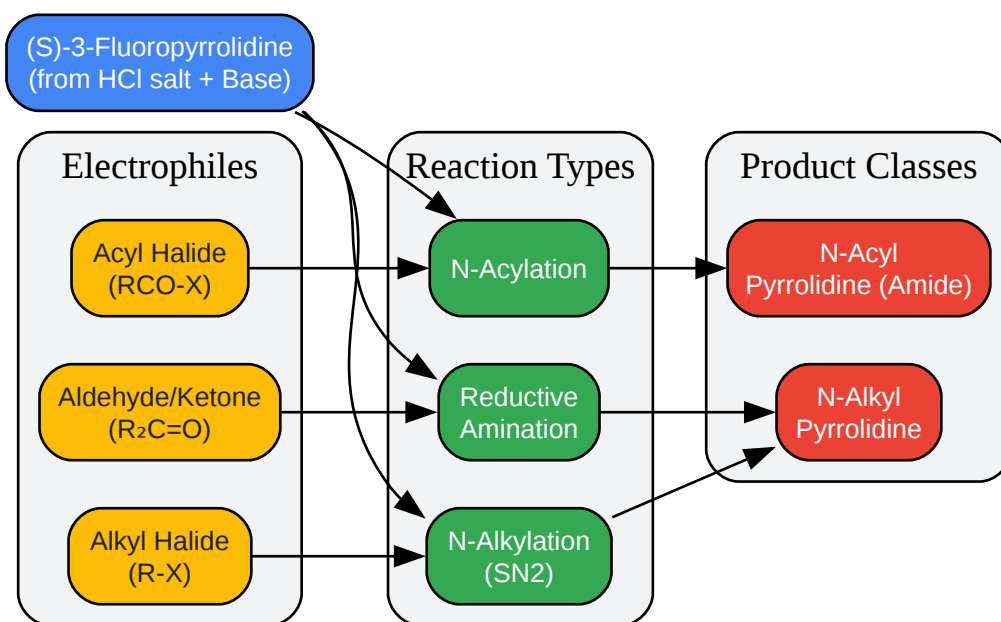 (S)-3-Fluoropyrrolidine
(from HCl salt + Base)
Electrophiles
Acyl Halide
(RCO-X)
Aldehyde/Ketone
(R₂C=O)
Alkyl Halide
(R-X)
Reaction Types
N-Acylation
Reductive
Amination
N-Alkylation
(SN2)
Product Classes
N-Acyl
Pyrrolidine (Amide)
N-Alkyl
Pyrrolidine